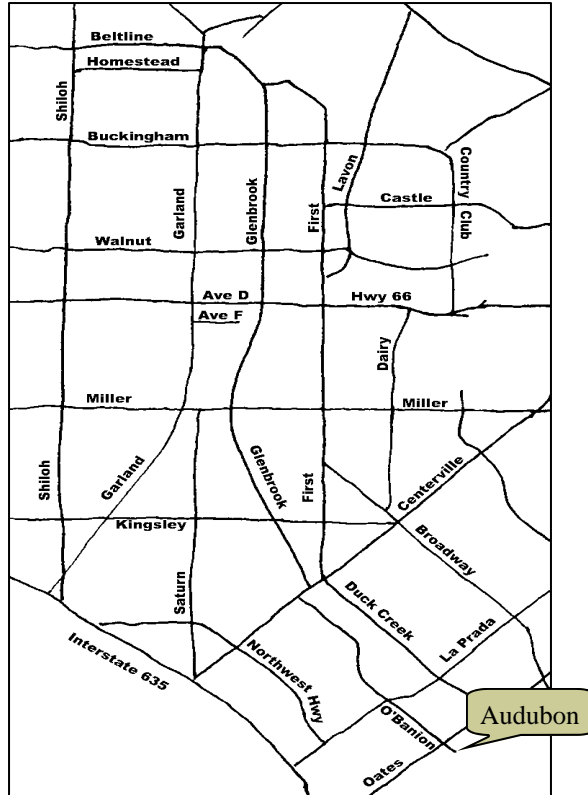 Beltline
Homestead
Shiloh
Buckingham
Garland
Glenbrook
First
Lavon
Country Club
Castle
Walnut
Ave D
Hwy 66
Ave F
Dairy
Miller
Miller
Shiloh
Garland
Glenbrook
First
Centerville
Kingsley
Broadway
Saturn
Duck Creek
La Prada
Interstate 635
Northwest Hwy
O'Banion
Audubon
Oates